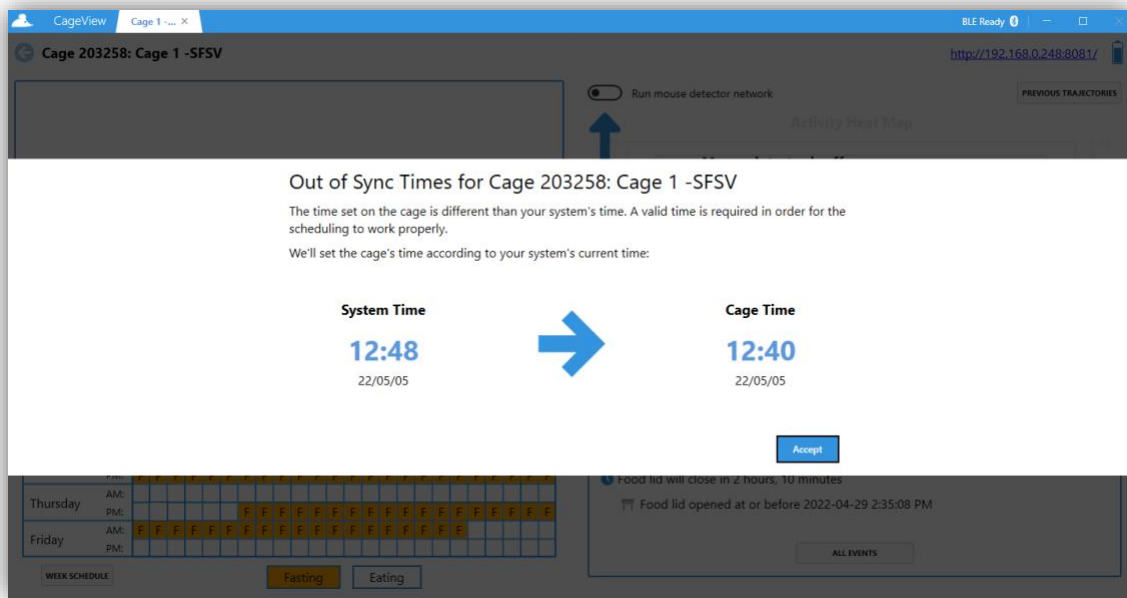 CageView
Cage 1 -... ×
BLE Ready
Cage 203258: Cage 1 -SFSV
http://192.168.0.248:8081/
Run mouse detector network
PREVIOUS TRAJECTORIES
Activity Heat Map
Out of Sync Times for Cage 203258: Cage 1 -SFSV
The time set on the cage is different than your system's time. A valid time is required in order for the
scheduling to work properly.
We'll set the cage's time according to your system's current time:
System Time
Cage Time
12:48
12:40
22/05/05
22/05/05
Accept
PM: F F F F F F F F F F F F F F F F F F F F F F F F
Food lid will close in 2 hours, 10 minutes
Thursday
AM:
PM: F F F F F F F F F F F F F F F F F F
Food lid opened at or before 2022-04-29 2:35:08 PM
Friday
AM: F F F F F F F F F F F F F F F F F F F
PM:
ALL EVENTS
WEEK SCHEDULE
Fasting
Eating